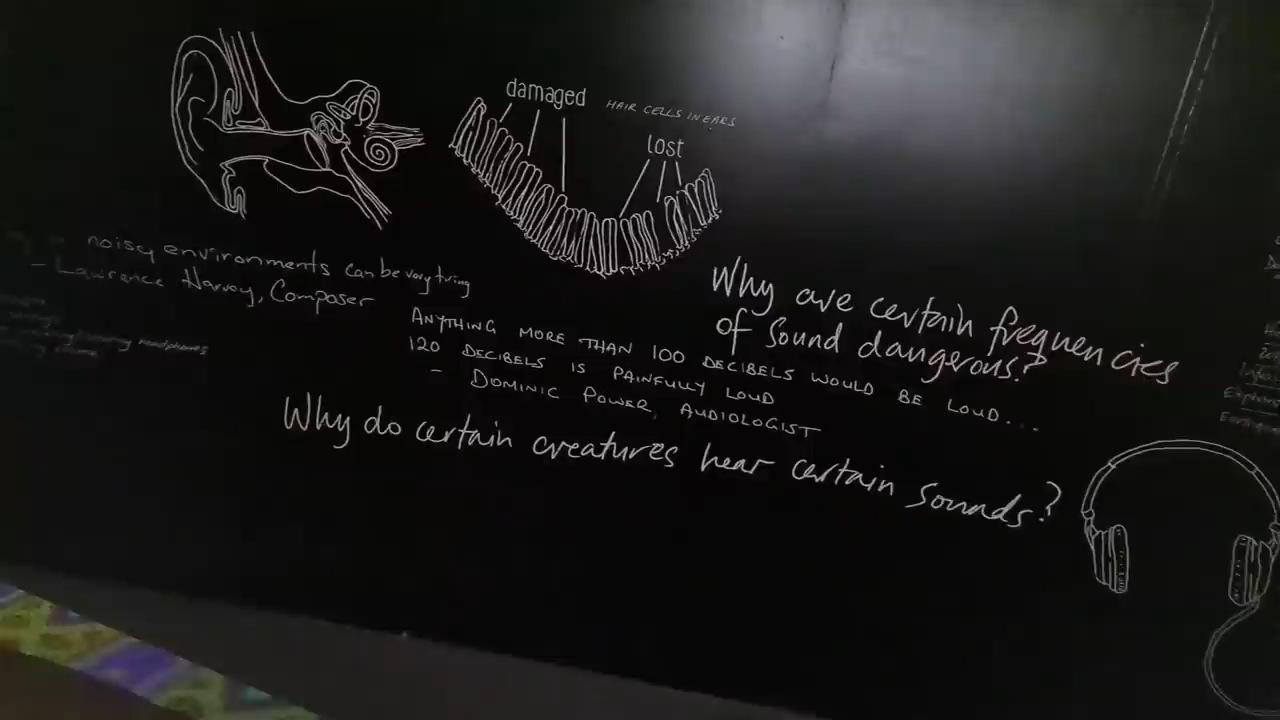 damaged
HAIR CELLS IN EARS
lost
noisy environments can be very tiring
- Lawrence Harvey, Composer
Why are certain frequencies
of sound dangerous?
ANYTHING MORE THAN 100 DECIBELS WOULD BE LOUD...
120 DECIBELS IS PAINFULLY LOUD
- DOMINIC POWER, AUDIOLOGIST
headphones
Why do certain creatures hear certain sounds?